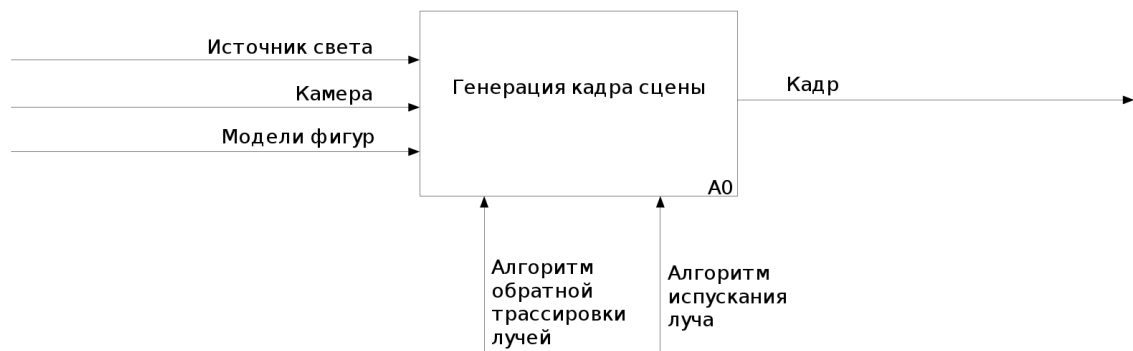 Источник света
Камера
Модели фигур
Генерация кадра сцены
A0
Кадр
Алгоритм
обратной
трассировки
лучей
Алгоритм
испускания
луча